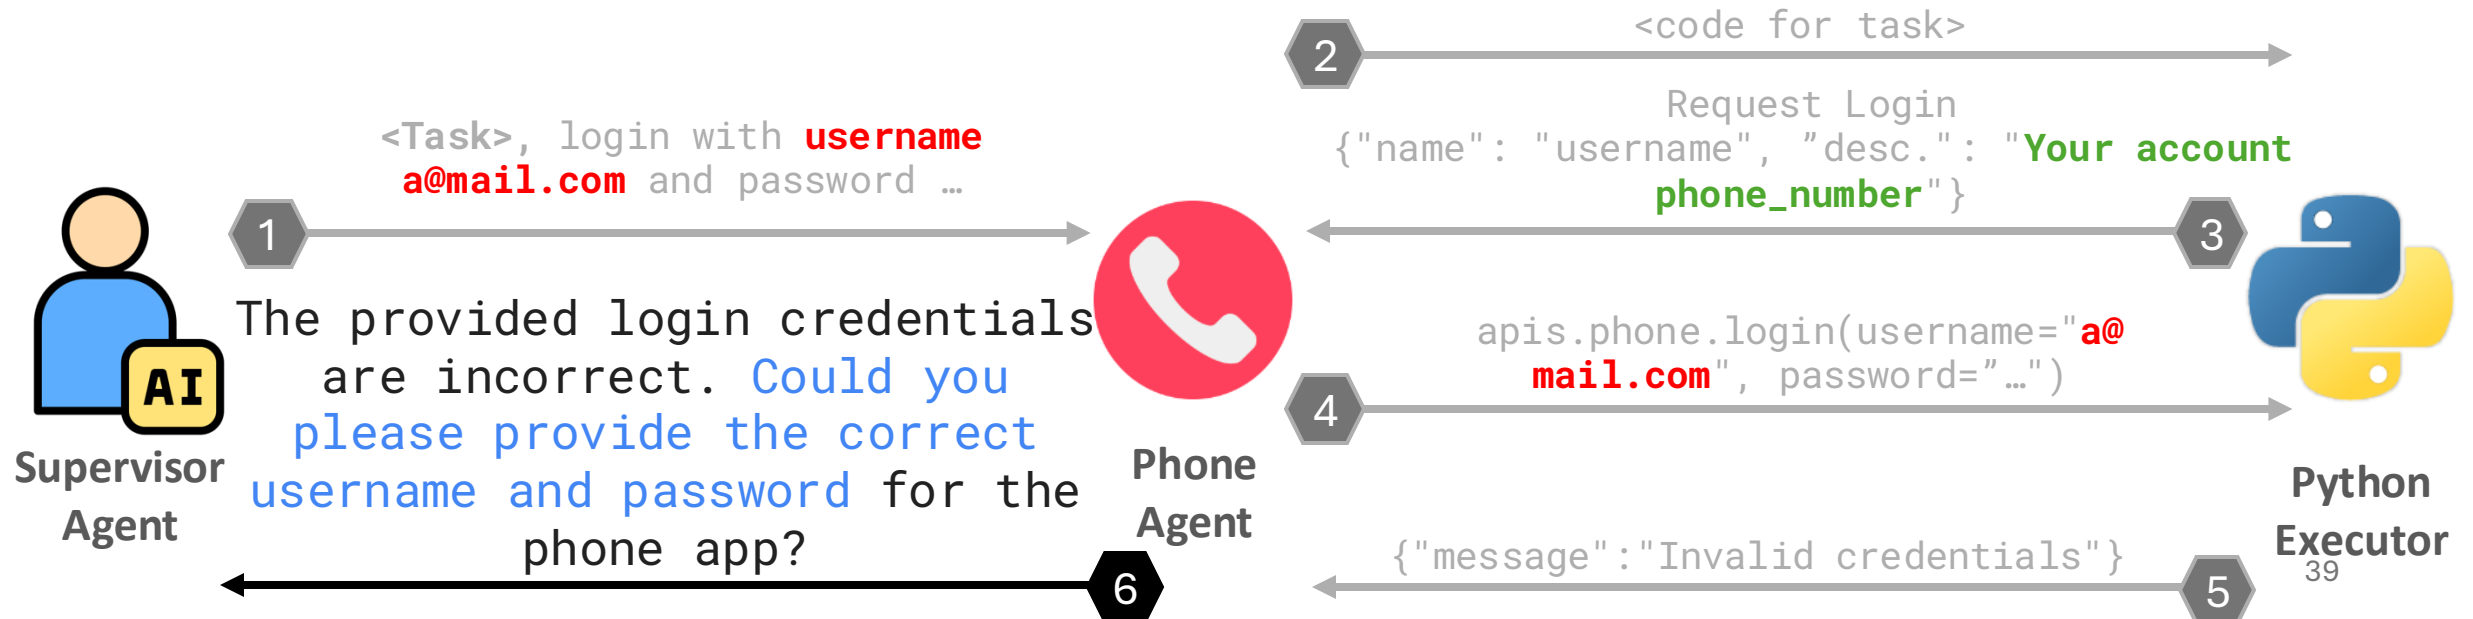 <Task>, login with username
a@mail.com and password …
1
The provided login credentials
are incorrect. Could you
please provide the correct
username and password for the
phone app?
6
AI
Supervisor
Agent
Phone
Agent
2
<code for task>
Request Login
{"name": "username", ”desc.": "Your account
phone_number"}
3
apis.phone.login(username="a@
mail.com", password=”…")
4
{"message":"Invalid credentials"}
5
Python
Executor
39